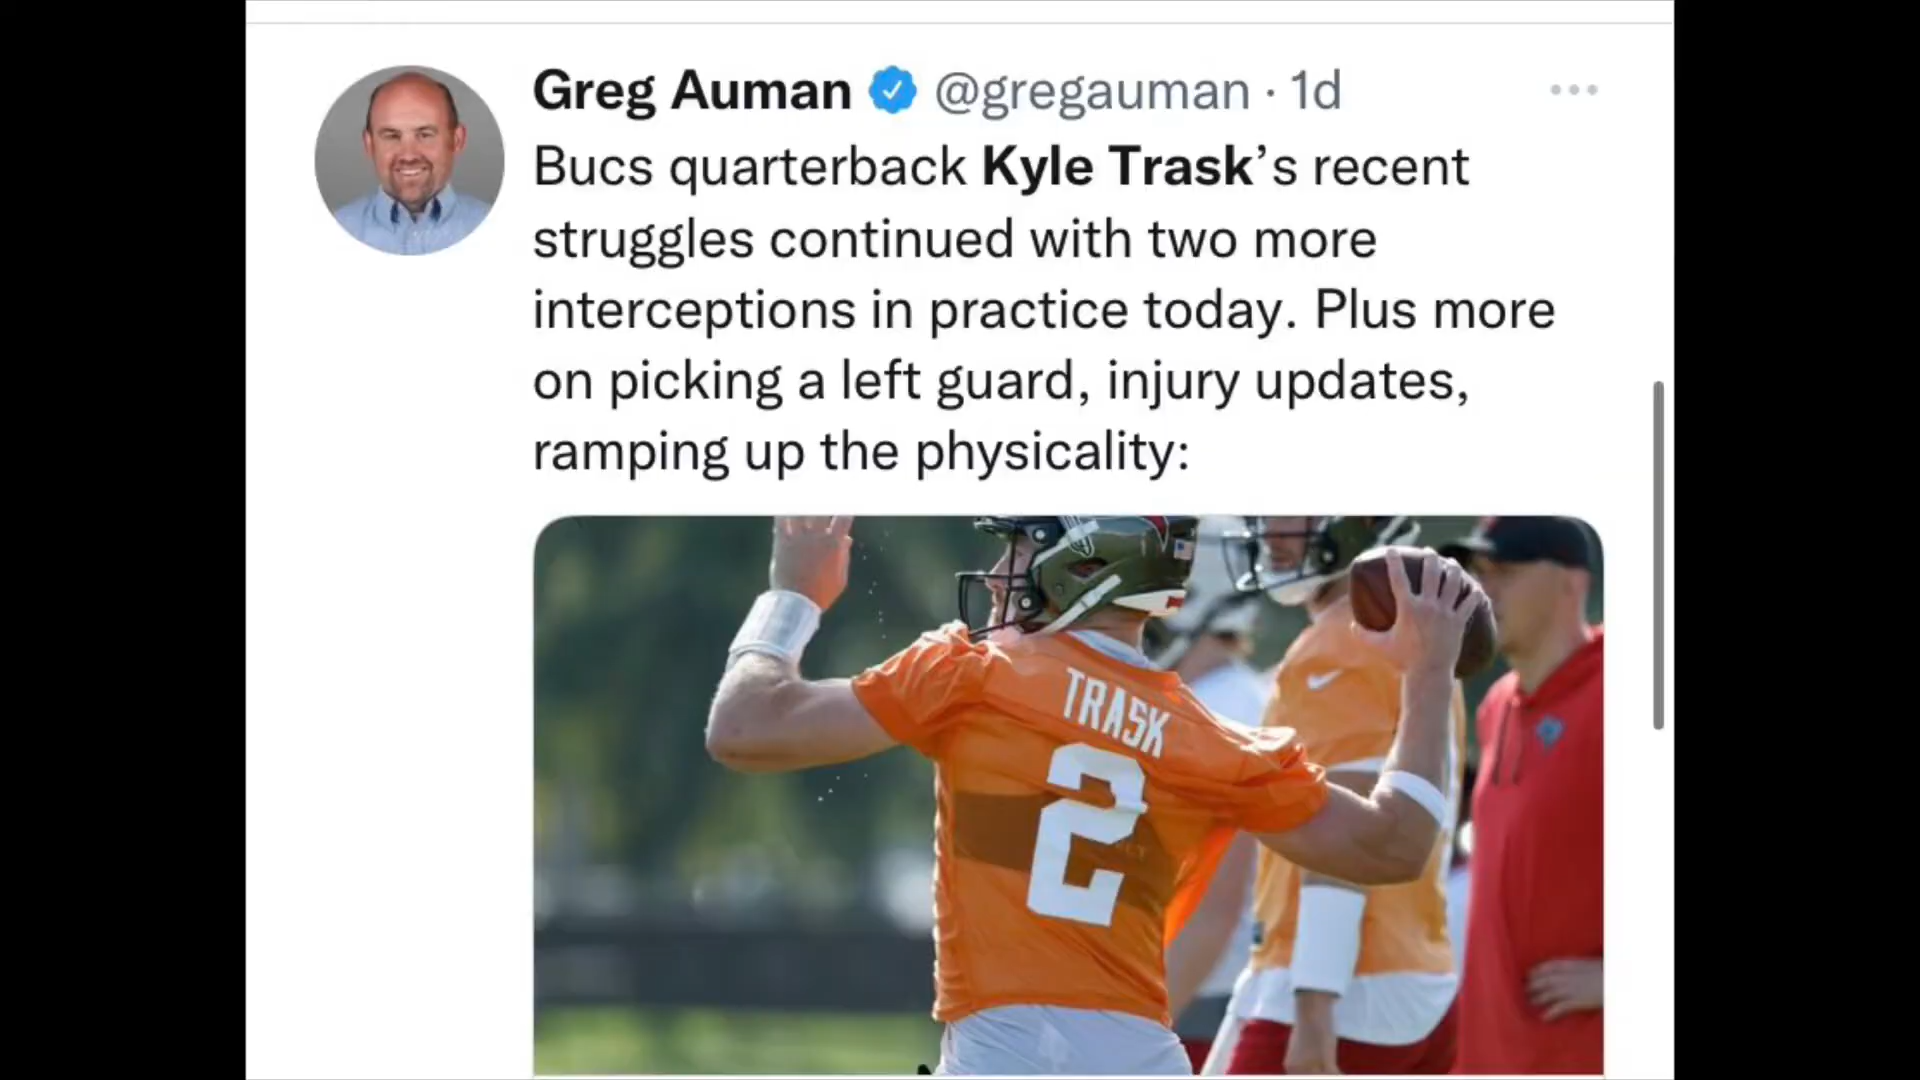 Greg Auman @gregauman · 1d
Bucs quarterback Kyle Trask’s recent
struggles continued with two more
interceptions in practice today. Plus more
on picking a left guard, injury updates,
ramping up the physicality:
TRASK
2